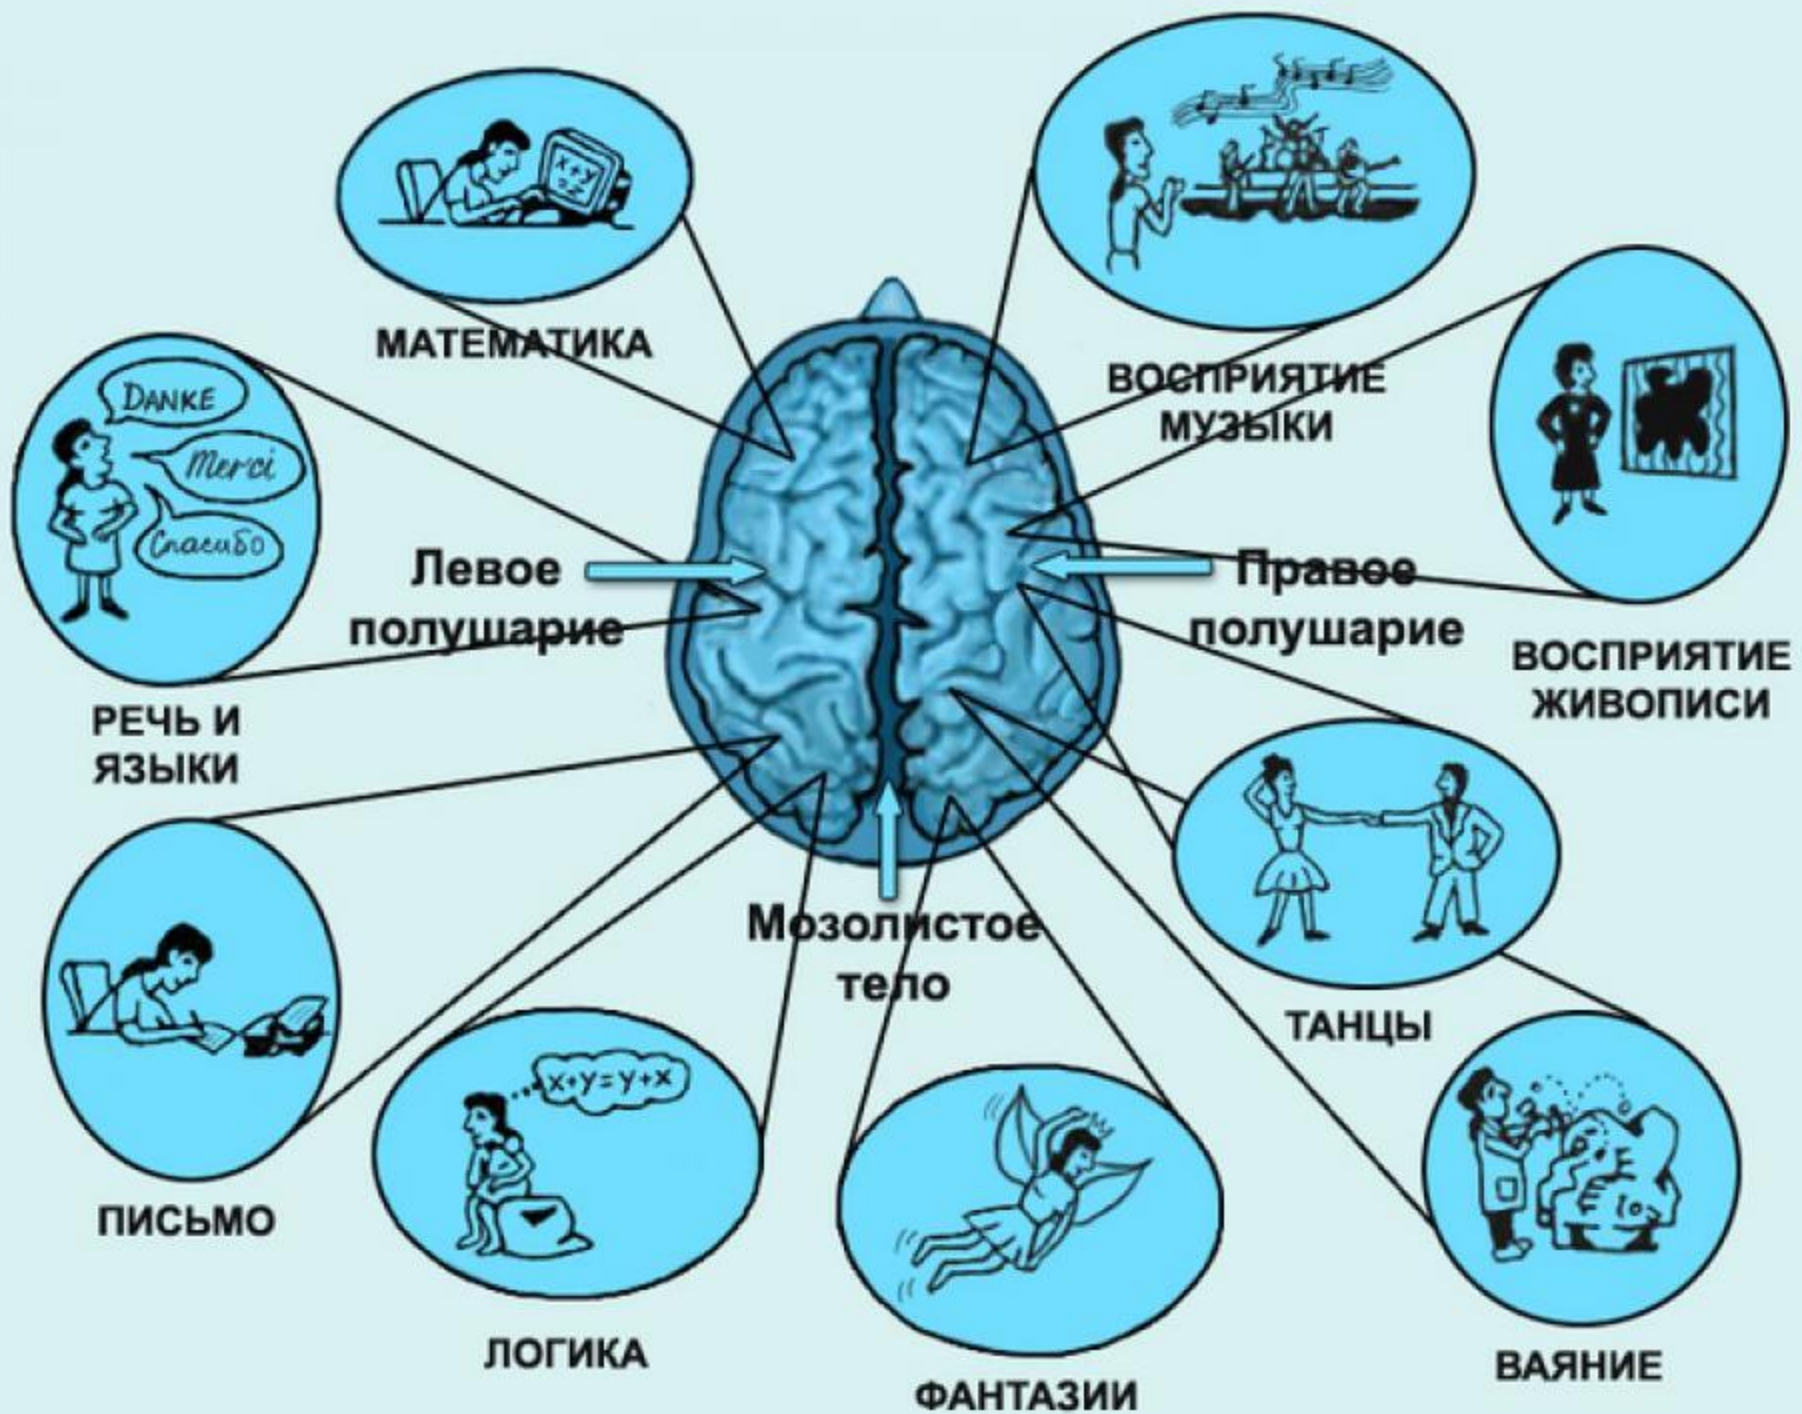 x+y
=z
МАТЕМАТИКА
ВОСПРИЯТИЕ
МУЗЫКИ
DANKE
Merci
Спасибо
РЕЧЬ И
ЯЗЫКИ
Левое
полушарие
Правое
полушарие
ВОСПРИЯТИЕ
ЖИВОПИСИ
Мозолистое
тело
ТАНЦЫ
ПИСЬМО
x+y=y+x
ЛОГИКА
ФАНТАЗИИ
ВАЯНИЕ